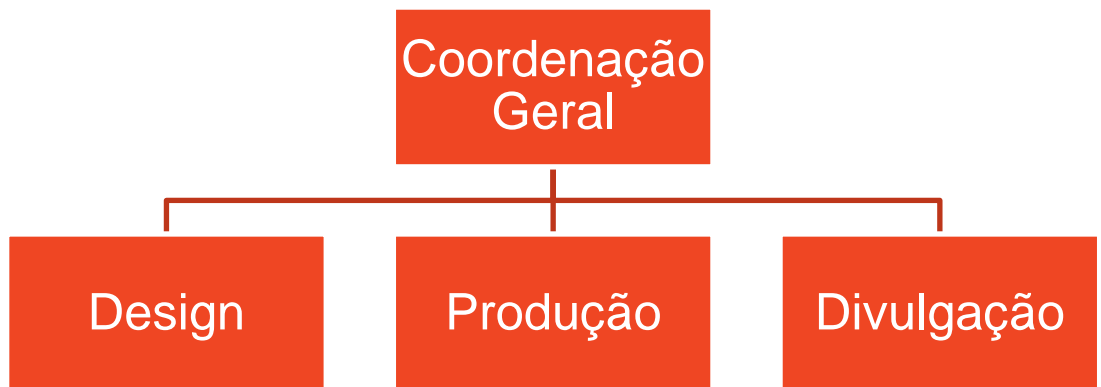 Coordenação
Geral
Design
Produção
Divulgação